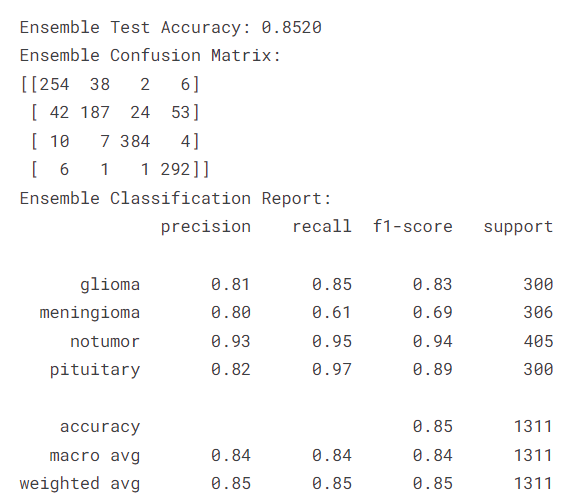 Ensemble Test Accuracy: 0.8520
Ensemble Confusion Matrix:
[[254  38   2   6]
 [ 42 187  24  53]
 [ 10   7 384   4]
 [  6   1   1 292]]
Ensemble Classification Report:
              precision    recall  f1-score   support

      glioma       0.81      0.85      0.83       300
  meningioma       0.80      0.61      0.69       306
     notumor       0.93      0.95      0.94       405
   pituitary       0.82      0.97      0.89       300

    accuracy                           0.85      1311
   macro avg       0.84      0.84      0.84      1311
weighted avg       0.85      0.85      0.85      1311